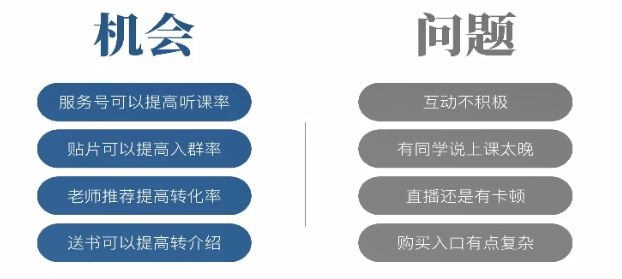 机会
服务号可以提高听课率
贴片可以提高入群率
老师推荐提高转化率
送书可以提高转介绍
问题
互动不积极
有同学说上课太晚
直播还是有卡顿
购买入口有点复杂